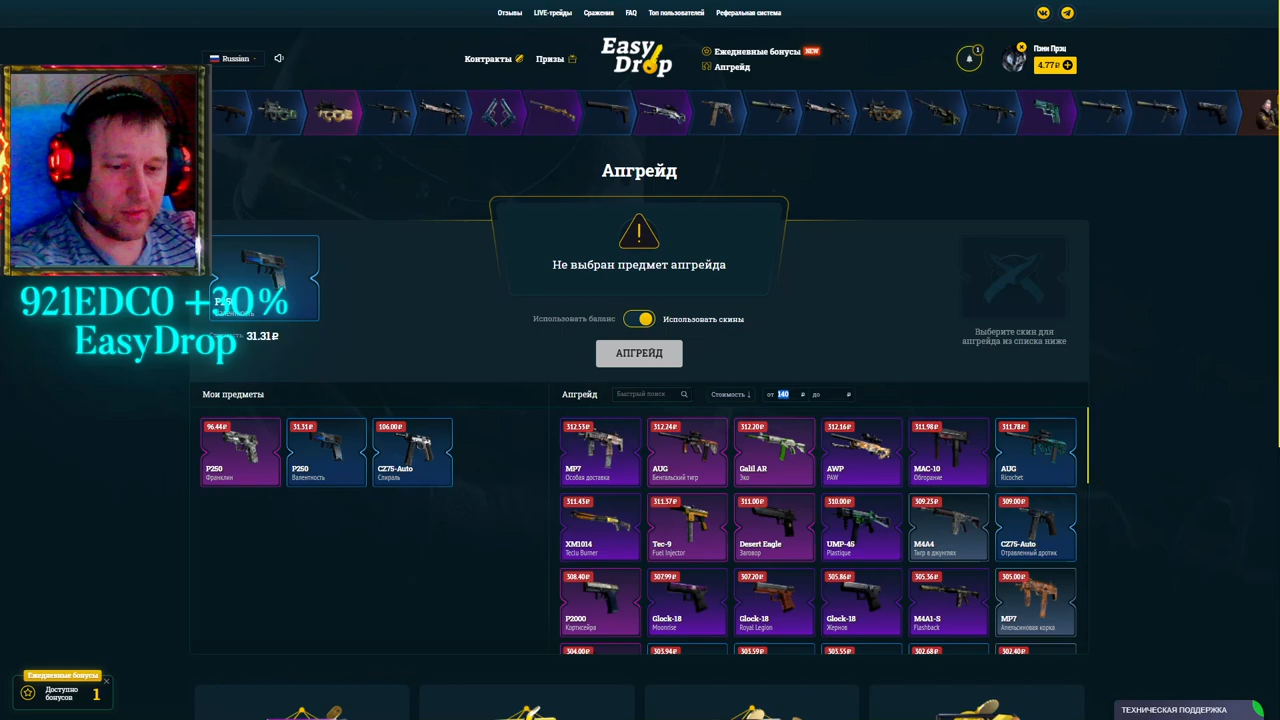 Отзывы LIVE-трейды Сражения FAQ Топ пользователей Реферальная система
Russian
Контракты Призы
Easy Drop
Ежедневные бонусы NEW
Апгрейд
1
Пэни Прэц
4.77₽
Апгрейд
Не выбран предмет апгрейда
31.31₽
Использовать баланс Использовать скины
АПГРЕЙД
Выберите скин для
апгрейда из списка ниже
921EDC0 +30%
EasyDrop
Мои предметы
Апгрейд Быстрый поиск Стоимость ↓ от 140 ₽ до ₽
96.44₽ 31.31₽ 106.00₽
P250 P250 CZ75-Auto
Франклин Валентность Спираль
312.53₽ 312.24₽ 312.20₽ 312.16₽ 311.98₽ 311.78₽
MP7 AUG Galil AR AWP MAC-10 AUG
Особая доставка Бенгальский тигр Эко PAW Обгорание Ricochet
311.43₽ 311.37₽ 311.00₽ 310.00₽ 309.23₽ 309.00₽
XM1014 Tec-9 Desert Eagle UMP-45 M4A4 CZ75-Auto
Teclu Burner Fuel Injector Заговор Plastique Тигр в джунглях Отравленный дротик
308.40₽ 307.99₽ 307.20₽ 305.86₽ 305.36₽ 305.00₽
P2000 Glock-18 Glock-18 Glock-18 M4A1-S MP7
Кортисейра Moonrise Royal Legion Жернов Flashback Апельсиновая корка
304.00₽ 303.94₽ 303.59₽ 303.55₽ 302.68₽ 302.40₽
Ежедневные бонусы
Доступно
бонусов 1
ТЕХНИЧЕСКАЯ ПОДДЕРЖКА